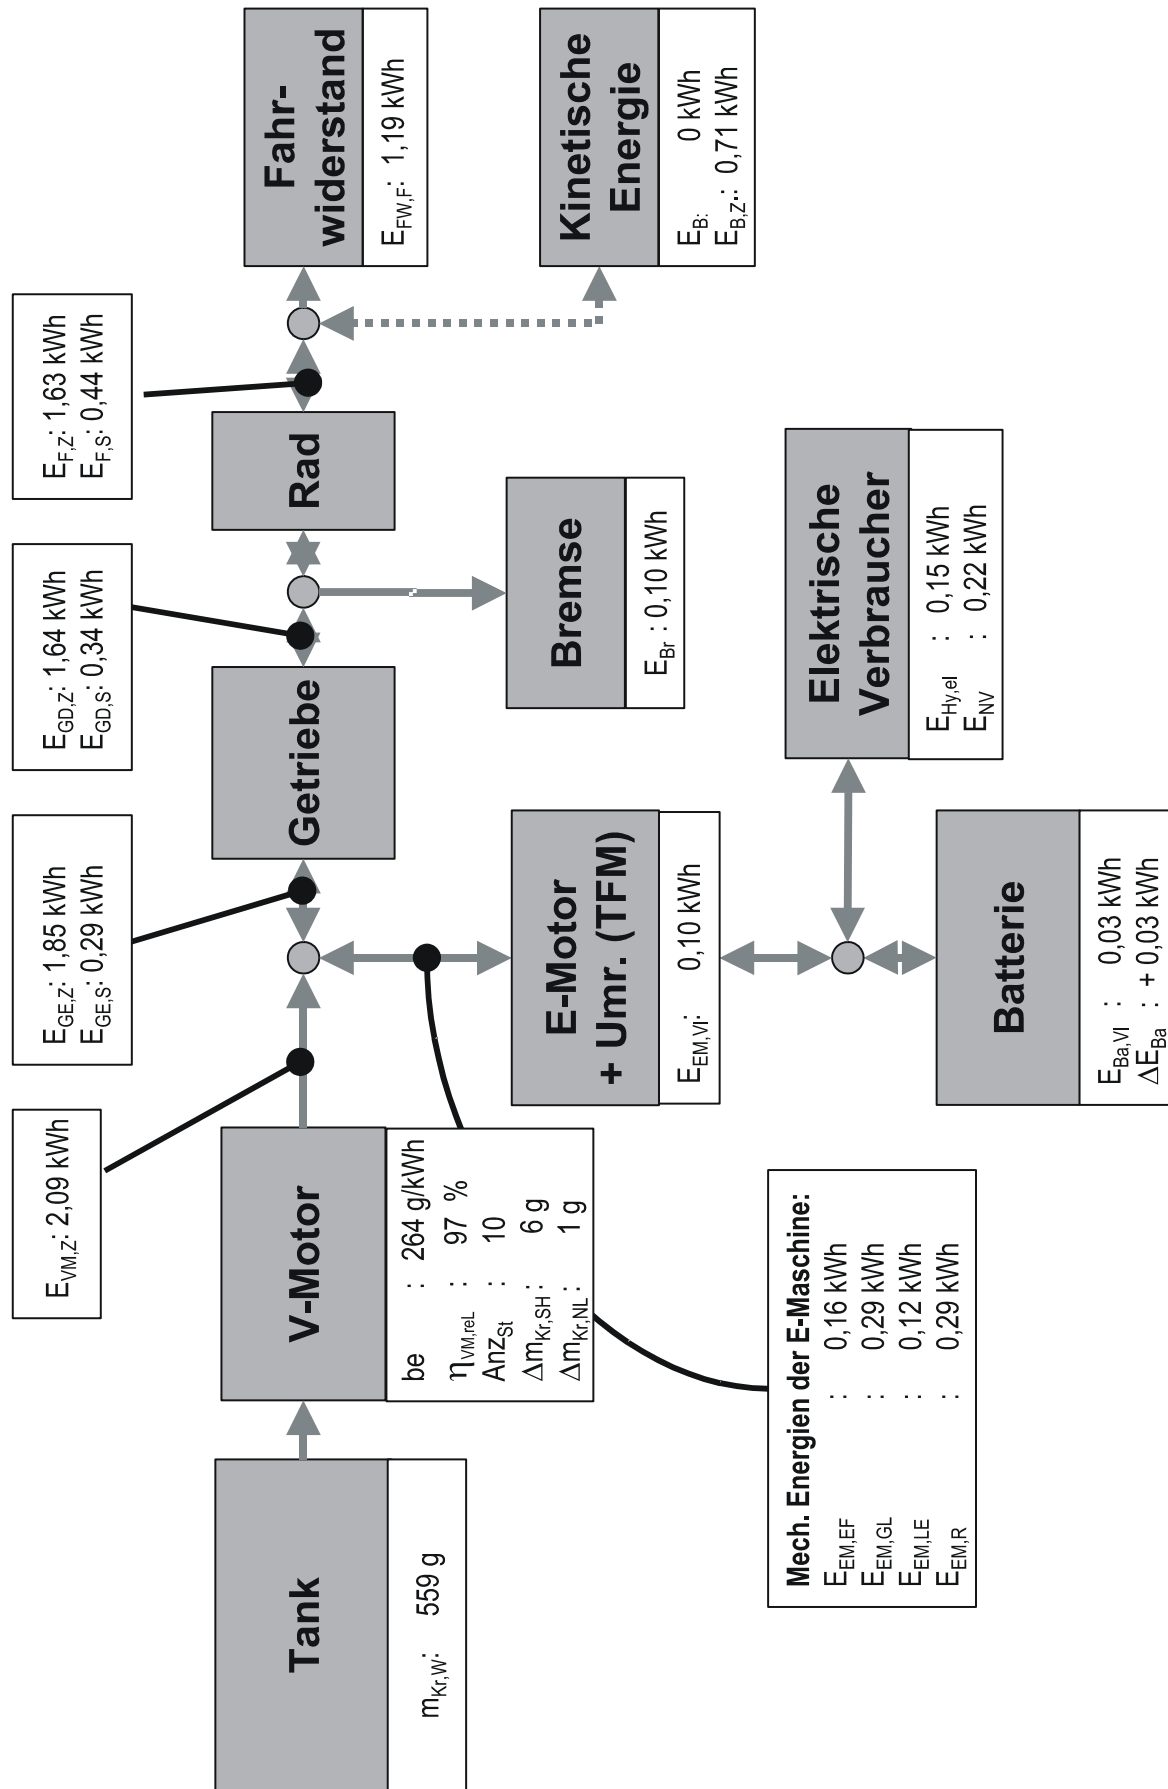 E_VM,Z: 2,09 kWh
E_GE,Z: 1,85 kWh
E_GE,S: 0,29 kWh
E_GD,Z: 1,64 kWh
E_GD,S: 0,34 kWh
E_F,Z: 1,63 kWh
E_F,S: 0,44 kWh
Tank
m_Kr,W: 559 g
V-Motor
be : 264 g/kWh
η_VM,reL : 97 %
Anz_St : 10
Δm_Kr,SH : 6 g
Δm_Kr,NL : 1 g
Getriebe
Rad
Fahr-
widerstand
E_FW,F: 1,19 kWh
Kinetische
Energie
E_B: 0 kWh
E_B,Z.: 0,71 kWh
Bremse
E_Br : 0,10 kWh
E-Motor
+ Umr. (TFM)
E_EM,VI: 0,10 kWh
Elektrische
Verbraucher
E_Hy,el : 0,15 kWh
E_NV : 0,22 kWh
Batterie
E_Ba,VI : 0,03 kWh
ΔE_Ba : + 0,03 kWh
Mech. Energien der E-Maschine:
E_EM,EF : 0,16 kWh
E_EM,GL : 0,29 kWh
E_EM,LE : 0,12 kWh
E_EM,R : 0,29 kWh